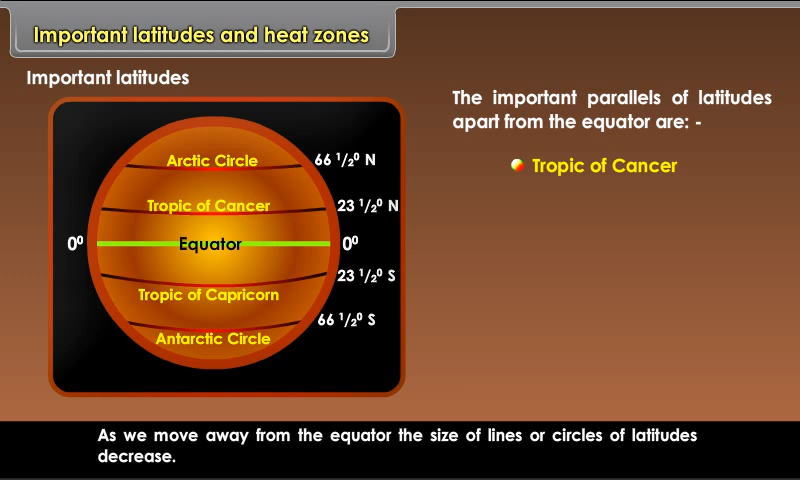 Important latitudes and heat zones
Important latitudes
The important parallels of latitudes
apart from the equator are: -
Tropic of Cancer
Arctic Circle
66 ¹/₂⁰ N
Tropic of Cancer
23 ¹/₂⁰ N
0⁰
Equator
0⁰
23 ¹/₂⁰ S
Tropic of Capricorn
66 ¹/₂⁰ S
Antarctic Circle
As we move away from the equator the size of lines or circles of latitudes
decrease.